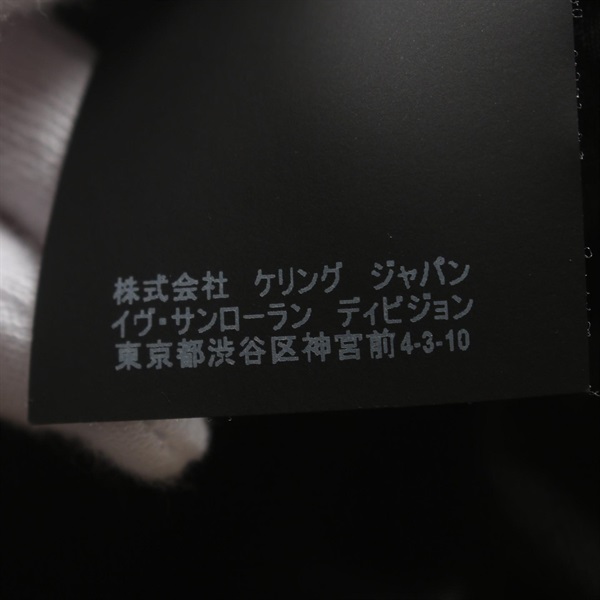 株式会社 ケリング ジャパン
イヴ・サンローラン ディビジョン
東京都渋谷区神宮前4-3-10